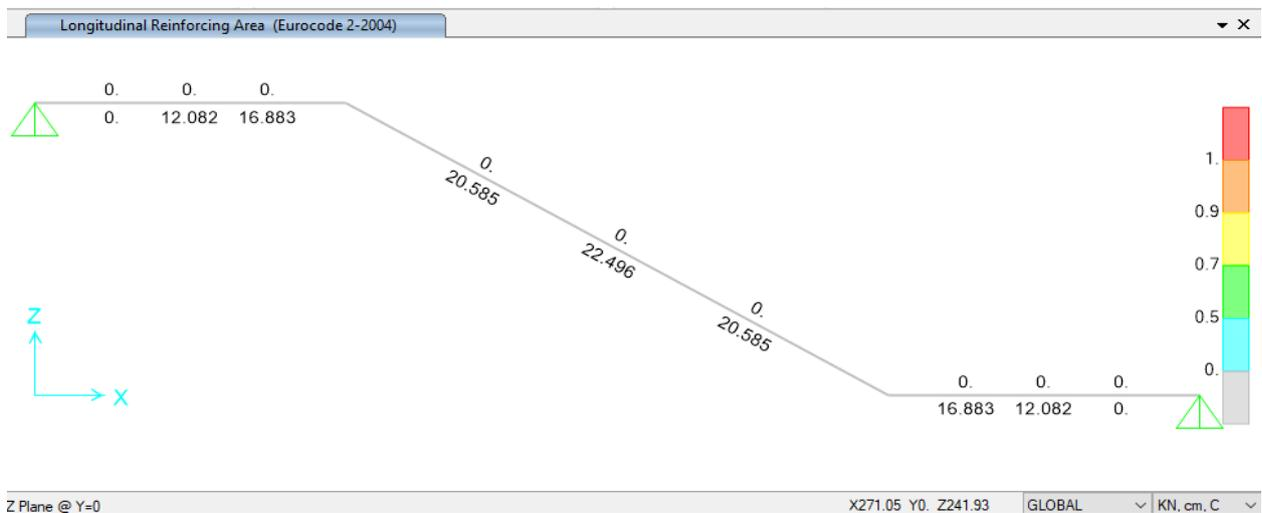 Longitudinal Reinforcing Area (Eurocode 2-2004)
0. 0. 0.
0. 12.082 16.883
0.
20.585
0.
22.496
0.
20.585
0. 0. 0.
16.883 12.082 0.
1.
0.9
0.7
0.5
0.
Z
X
Z Plane @ Y=0
X271.05 Y0. Z241.93
GLOBAL
KN, cm, C